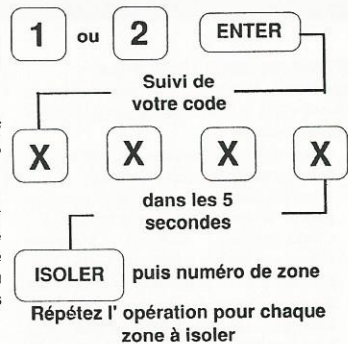 1 ou 2 ENTER
Suivi de
votre code
X X X X
dans les 5
secondes
ISOLER puis numéro de zone
Répétez l' opération pour chaque
zone à isoler